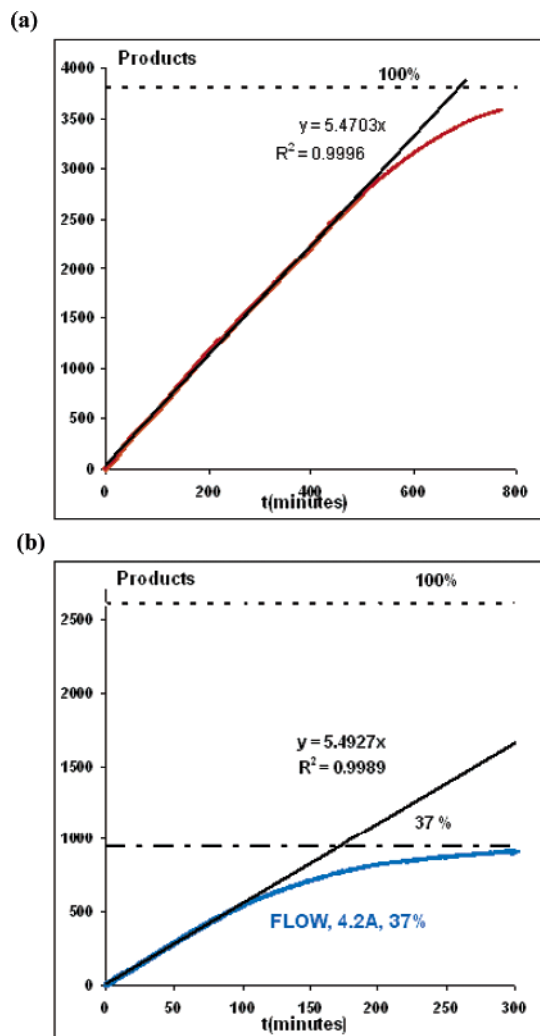 (a)
Products
4000
100%
3500
y = 5.4703x
R² = 0.9996
3000
2500
2000
1500
1000
500
0
0 200 400 600 800
t(minutes)
(b)
Products
100%
2500
2000
y = 5.4927x
R² = 0.9989
1500
37 %
1000
500
FLOW, 4.2A, 37%
0
0 50 100 150 200 250 300
t(minutes)